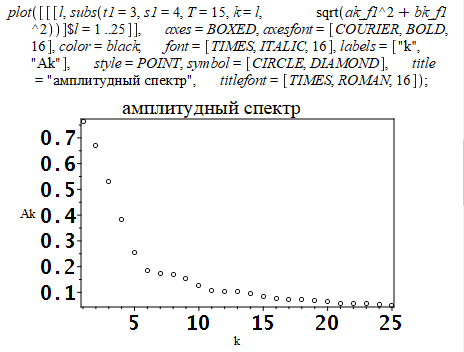 plot([[[l, subs(t1 = 3, s1 = 4, T = 15, k = l, sqrt(ak_f1^2 + bk_f1
^2))]$l = 1 ..25]], axes = BOXED, axesfont = [COURIER, BOLD,
16], color = black, font = [TIMES, ITALIC, 16], labels = ["k",
"Ak"], style = POINT, symbol = [CIRCLE, DIAMOND], title
= "амплитудный спектр", titlefont = [TIMES, ROMAN, 16]);
амплитудный спектр
0.7
0.6
0.5
0.4
Ak
0.3
0.2
0.1
5 10 15 20 25
k